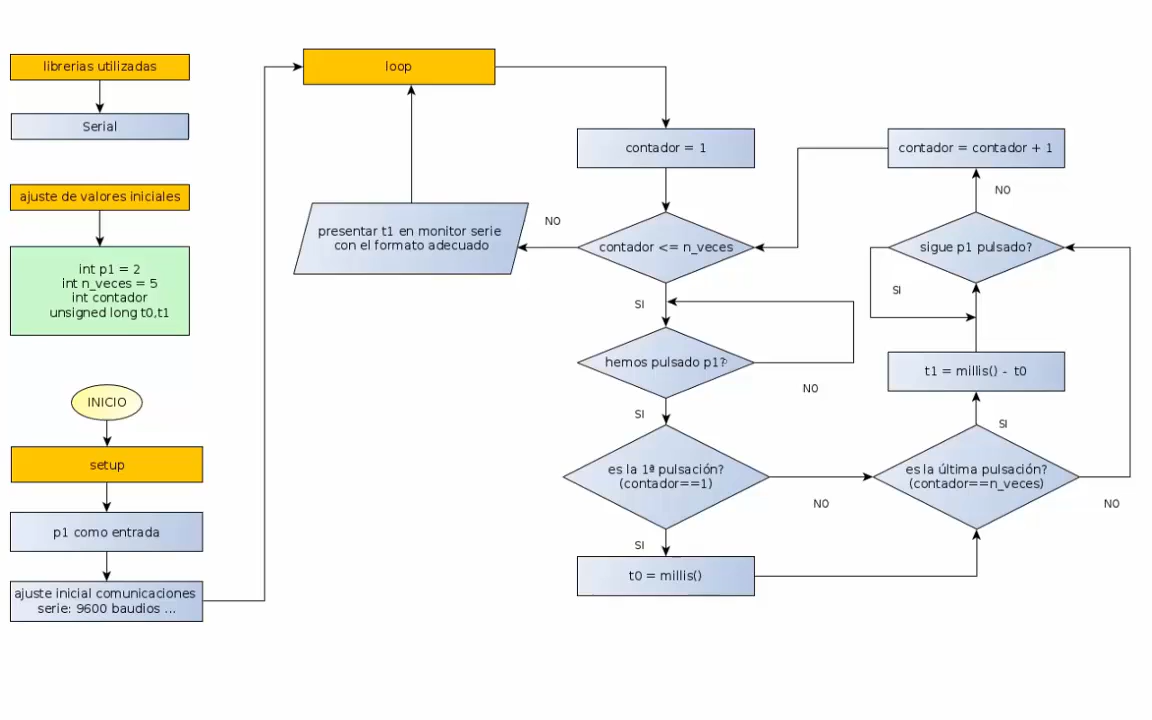 librerias utilizadas
Serial
ajuste de valores iniciales
int p1 = 2
int n_veces = 5
int contador
unsigned long t0,t1
INICIO
setup
p1 como entrada
ajuste inicial comunicaciones
serie: 9600 baudios ...
loop
presentar t1 en monitor serie
con el formato adecuado
NO
contador = 1
contador <= n_veces
SI
hemos pulsado p1?
NO
SI
es la 1ª pulsación?
(contador==1)
NO
SI
t0 = millis()
contador = contador + 1
NO
sigue p1 pulsado?
SI
t1 = millis() - t0
SI
es la última pulsación?
(contador==n_veces)
NO